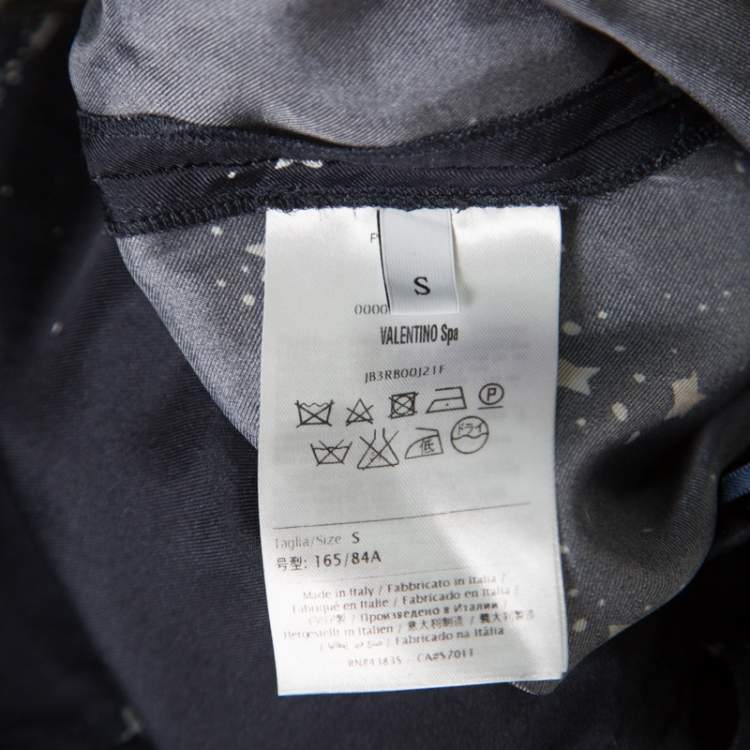 S
0000
VALENTINO Spa
JB3RB00J21F
P
低 ドライ
Taglia/Size S
号型: 165/84A
Made in Italy / Fabbricato in Italia /
Fabriqué en Italie / Fabricado en Italia /
Произведено в Италии /
Hergestellt in Italien / 意大利制造 / 義大利製造
/ Fabricado na Itália
RN#43835 - CA#57011